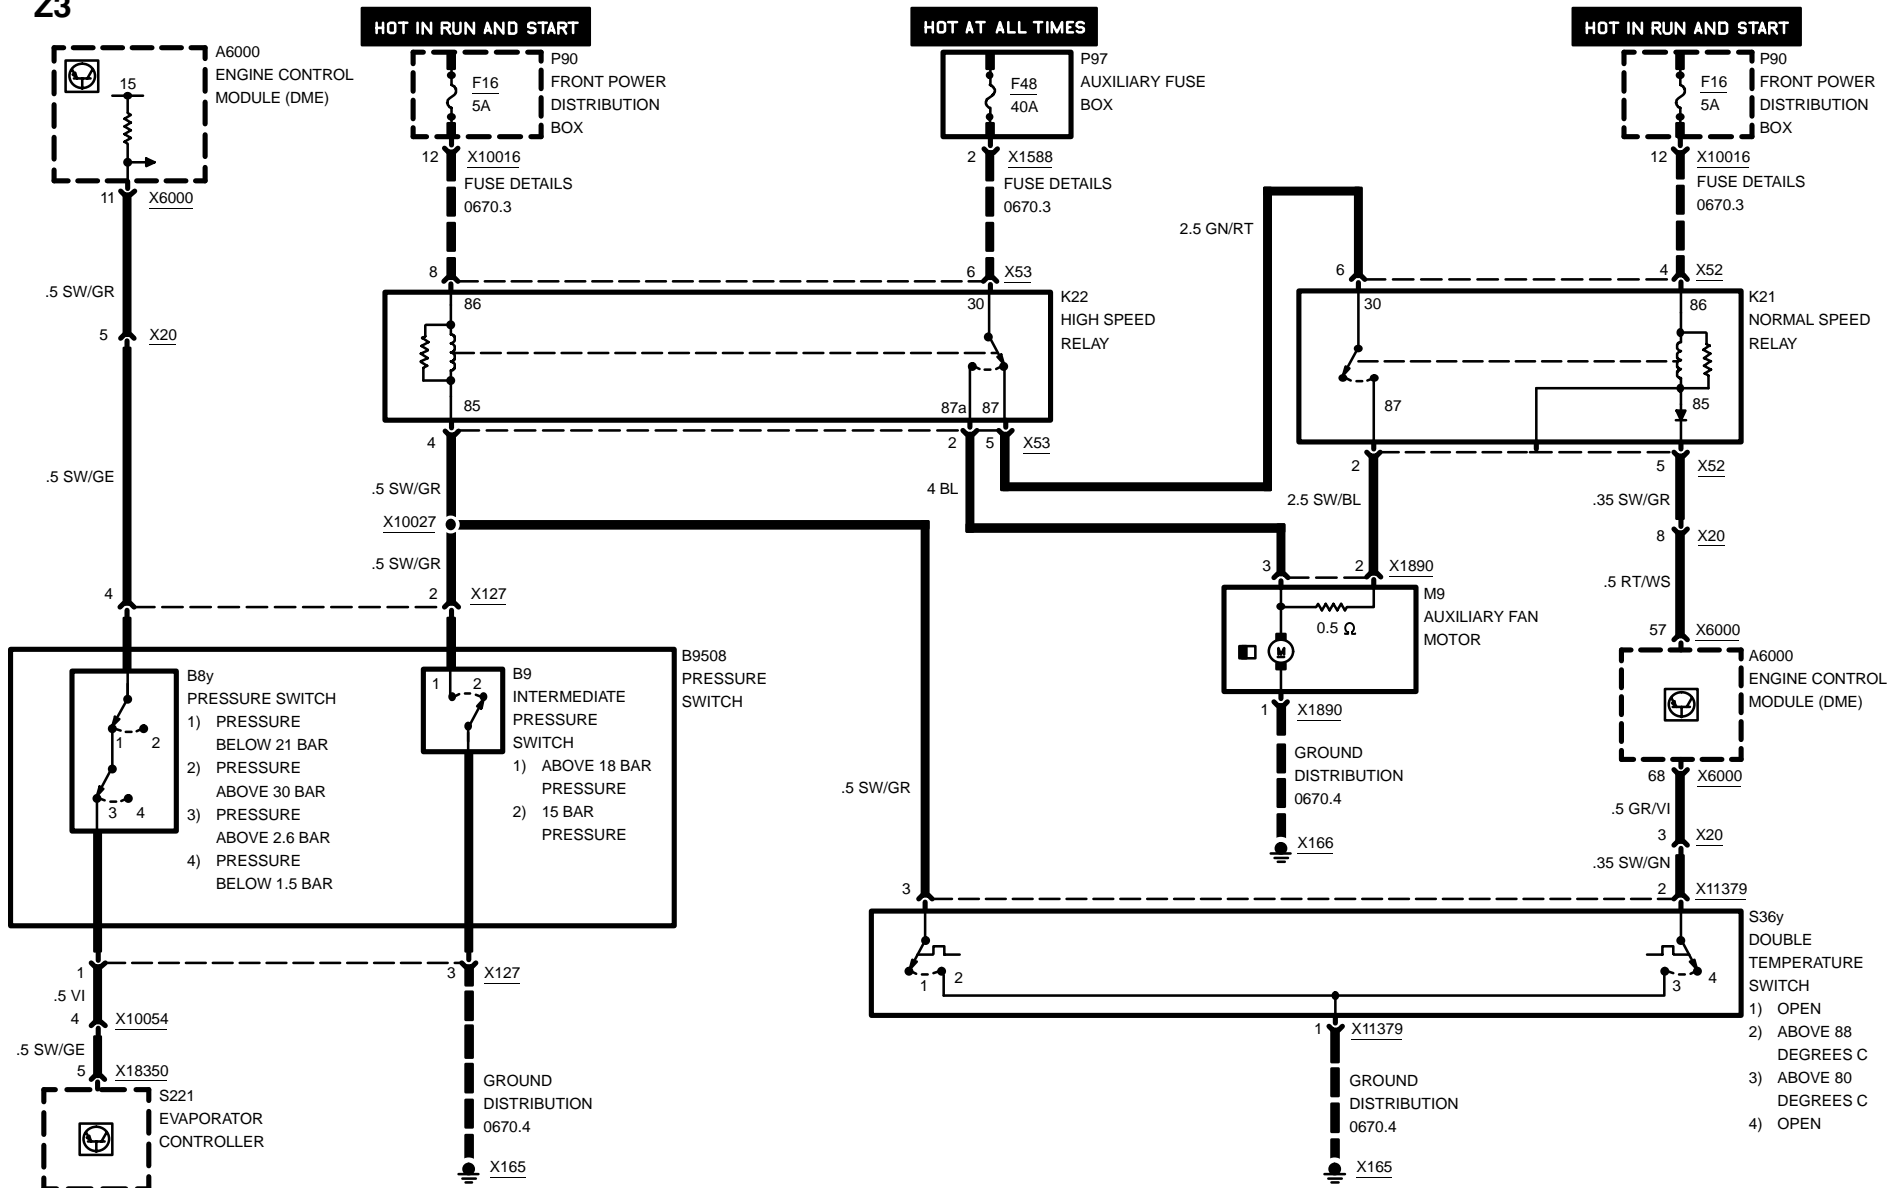 Z3
HOT IN RUN AND START
HOT AT ALL TIMES
HOT IN RUN AND START
A6000
ENGINE CONTROL
MODULE (DME)
15
11 X6000
.5 SW/GR
5 X20
.5 SW/GE
4
P90
FRONT POWER
DISTRIBUTION
BOX
F16
5A
12 X10016
FUSE DETAILS
0670.3
8
P97
AUXILIARY FUSE
BOX
F48
40A
2 X1588
FUSE DETAILS
0670.3
6 X53
P90
FRONT POWER
DISTRIBUTION
BOX
F16
5A
12 X10016
FUSE DETAILS
0670.3
2.5 GN/RT
6
4 X52
86
30
K22
HIGH SPEED
RELAY
85
87a 87
4
2 5 X53
30
86
K21
NORMAL SPEED
RELAY
87
85
2
5 X52
.5 SW/GR
X10027
.5 SW/GR
2 X127
4 BL
2.5 SW/BL
.35 SW/GR
8 X20
.5 RT/WS
57 X6000
3
2 X1890
M9
AUXILIARY FAN
MOTOR
0.5 Ω
M
1 X1890
GROUND
DISTRIBUTION
0670.4
X166
A6000
ENGINE CONTROL
MODULE (DME)
68 X6000
.5 GR/VI
3 X20
.35 SW/GN
2 X11379
B9508
PRESSURE
SWITCH
B8y
PRESSURE SWITCH
1) PRESSURE
BELOW 21 BAR
2) PRESSURE
ABOVE 30 BAR
3) PRESSURE
ABOVE 2.6 BAR
4) PRESSURE
BELOW 1.5 BAR
1 2
3 4
1 2
B9
INTERMEDIATE
PRESSURE
SWITCH
1) ABOVE 18 BAR
PRESSURE
2) 15 BAR
PRESSURE
.5 SW/GR
3
S36y
DOUBLE
TEMPERATURE
SWITCH
1) OPEN
2) ABOVE 88
DEGREES C
3) ABOVE 80
DEGREES C
4) OPEN
1 2
3 4
1
.5 VI
4 X10054
.5 SW/GE
5 X18350
S221
EVAPORATOR
CONTROLLER
3 X127
GROUND
DISTRIBUTION
0670.4
X165
1 X11379
GROUND
DISTRIBUTION
0670.4
X165